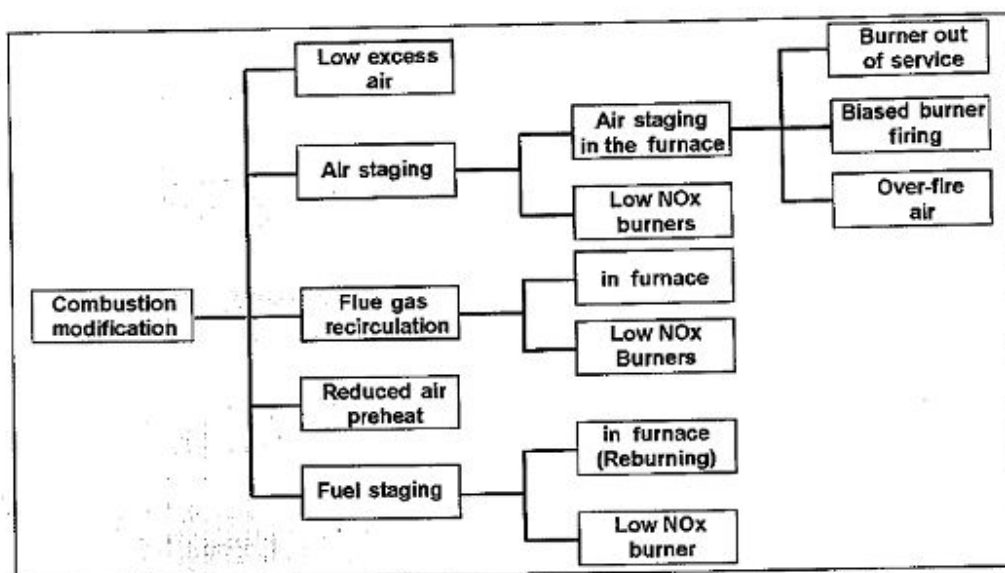 Combustion
modification
Low excess
air
Air staging
Flue gas
recirculation
Reduced air
preheat
Fuel staging
Air staging
in the furnace
Low NOx
burners
in furnace
Low NOx
Burners
in furnace
(Reburning)
Low NOx
burner
Burner out
of service
Biased burner
firing
Over-fire
air